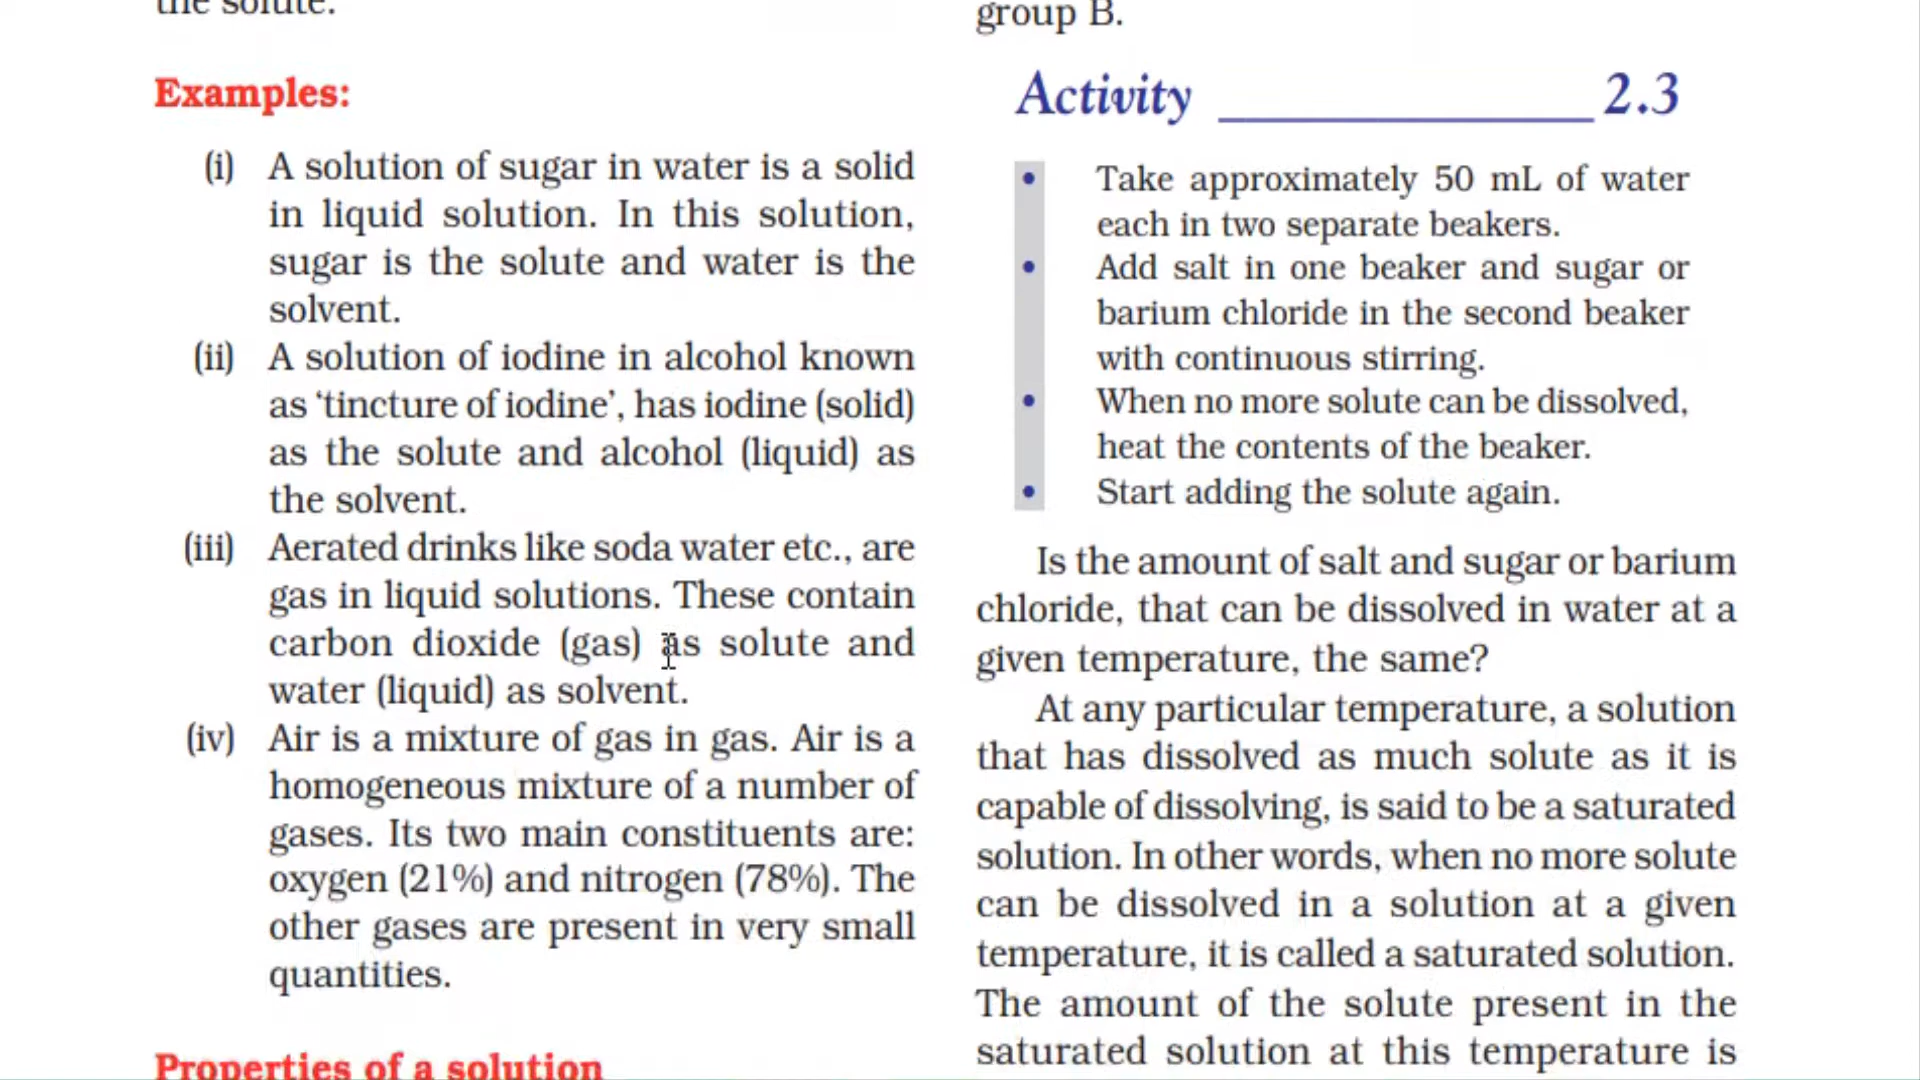 the solute.
Examples:
(i) A solution of sugar in water is a solid
in liquid solution. In this solution,
sugar is the solute and water is the
solvent.
(ii) A solution of iodine in alcohol known
as ‘tincture of iodine’, has iodine (solid)
as the solute and alcohol (liquid) as
the solvent.
(iii) Aerated drinks like soda water etc., are
gas in liquid solutions. These contain
carbon dioxide (gas) as solute and
water (liquid) as solvent.
(iv) Air is a mixture of gas in gas. Air is a
homogeneous mixture of a number of
gases. Its two main constituents are:
oxygen (21%) and nitrogen (78%). The
other gases are present in very small
quantities.
Properties of a solution
group B.
Activity ______________ 2.3
• Take approximately 50 mL of water
each in two separate beakers.
• Add salt in one beaker and sugar or
barium chloride in the second beaker
with continuous stirring.
• When no more solute can be dissolved,
heat the contents of the beaker.
• Start adding the solute again.
Is the amount of salt and sugar or barium
chloride, that can be dissolved in water at a
given temperature, the same?
At any particular temperature, a solution
that has dissolved as much solute as it is
capable of dissolving, is said to be a saturated
solution. In other words, when no more solute
can be dissolved in a solution at a given
temperature, it is called a saturated solution.
The amount of the solute present in the
saturated solution at this temperature is